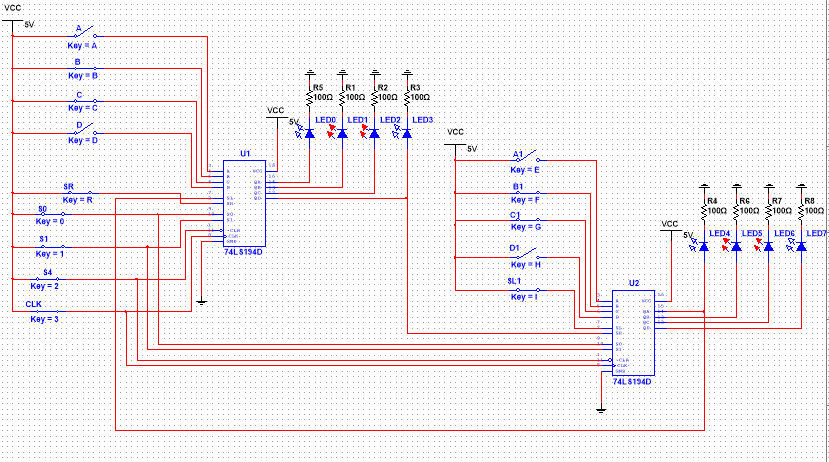 VCC
5V
A
Key = A
B
Key = B
C
Key = C
D
Key = D
SR
Key = R
S0
Key = 0
S1
Key = 1
S4
Key = 2
CLK
Key = 3
U1
74LS194D
VCC
5V
R5
100Ω
R1
100Ω
R2
100Ω
R3
100Ω
LED0
LED1
LED2
LED3
VCC
5V
A1
Key = E
B1
Key = F
C1
Key = G
D1
Key = H
SL1
Key = I
U2
74LS194D
VCC
5V
R4
100Ω
R6
100Ω
R7
100Ω
R8
100Ω
LED4
LED5
LED6
LED7